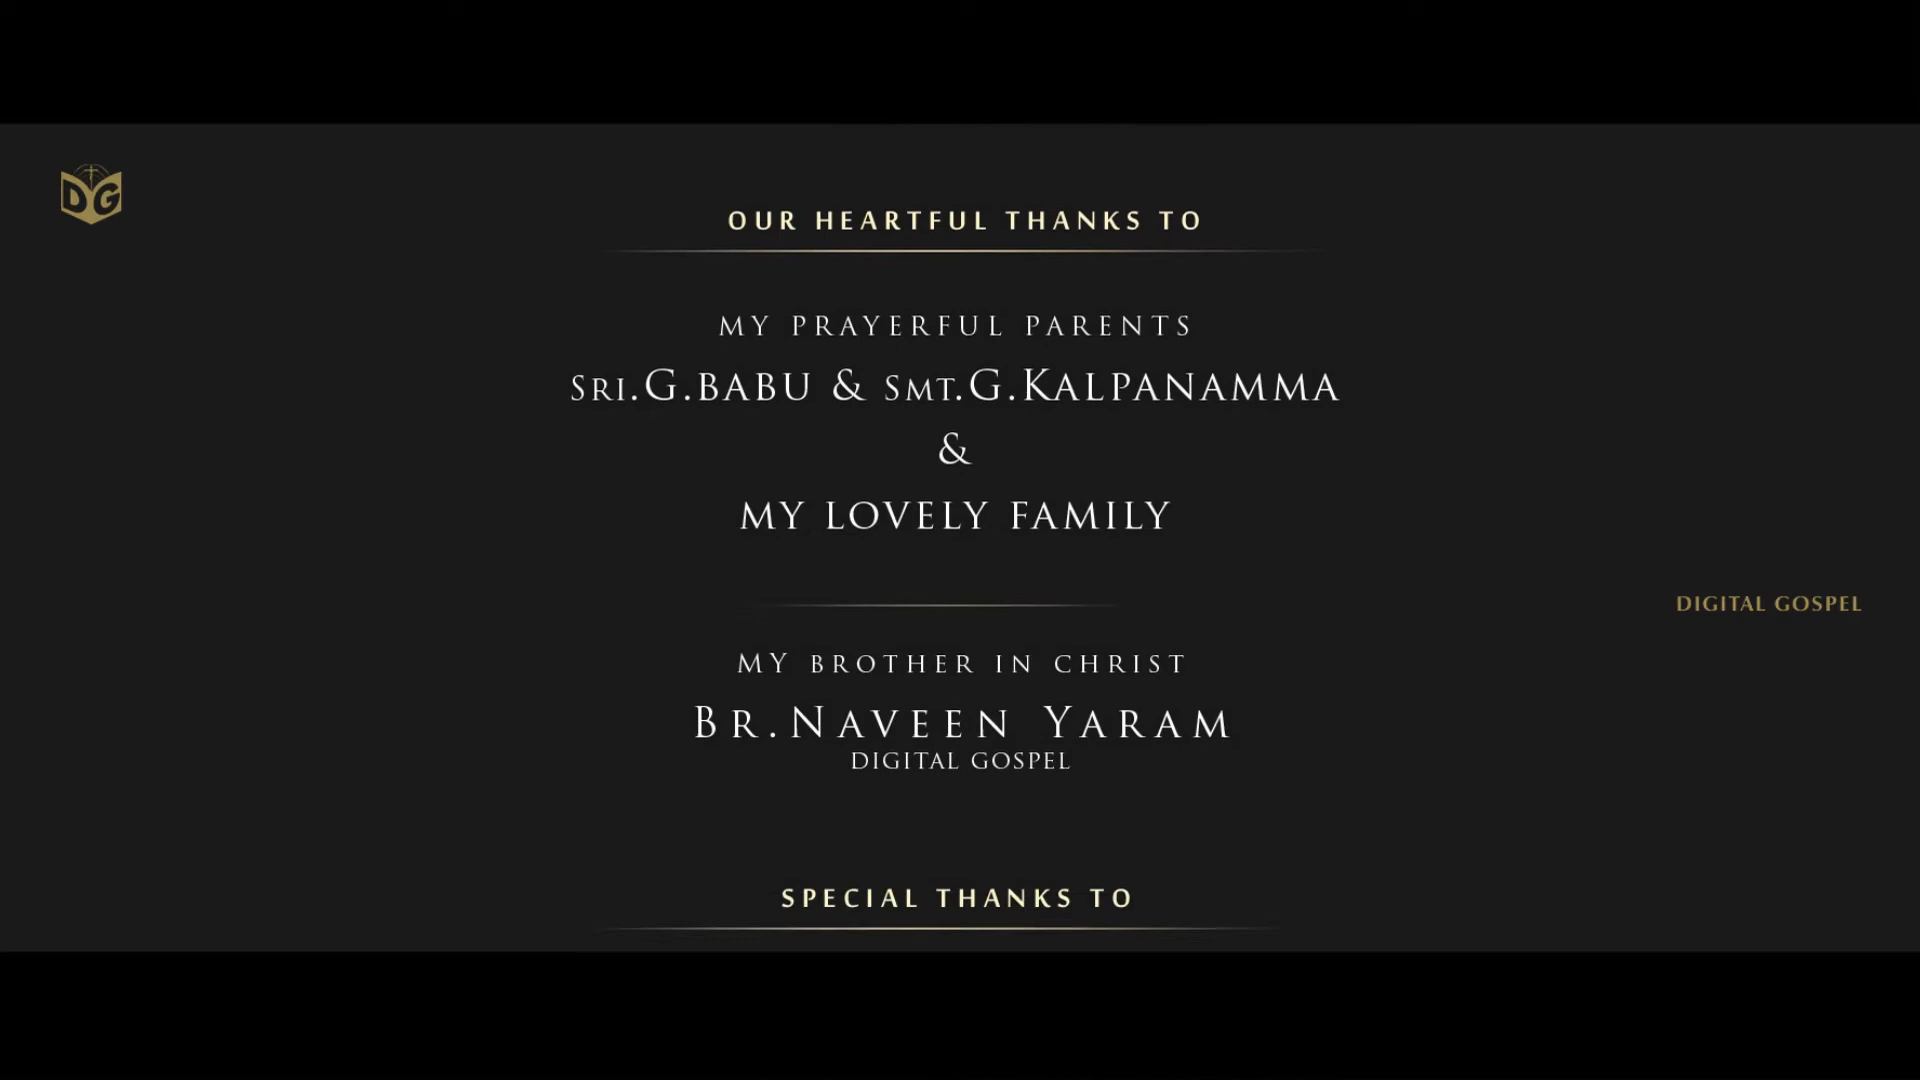 DG
OUR HEARTFUL THANKS TO
MY PRAYERFUL PARENTS
SRI.G.BABU & SMT.G.KALPANAMMA
&
MY LOVELY FAMILY
DIGITAL GOSPEL
MY BROTHER IN CHRIST
BR.NAVEEN YARAM
DIGITAL GOSPEL
SPECIAL THANKS TO